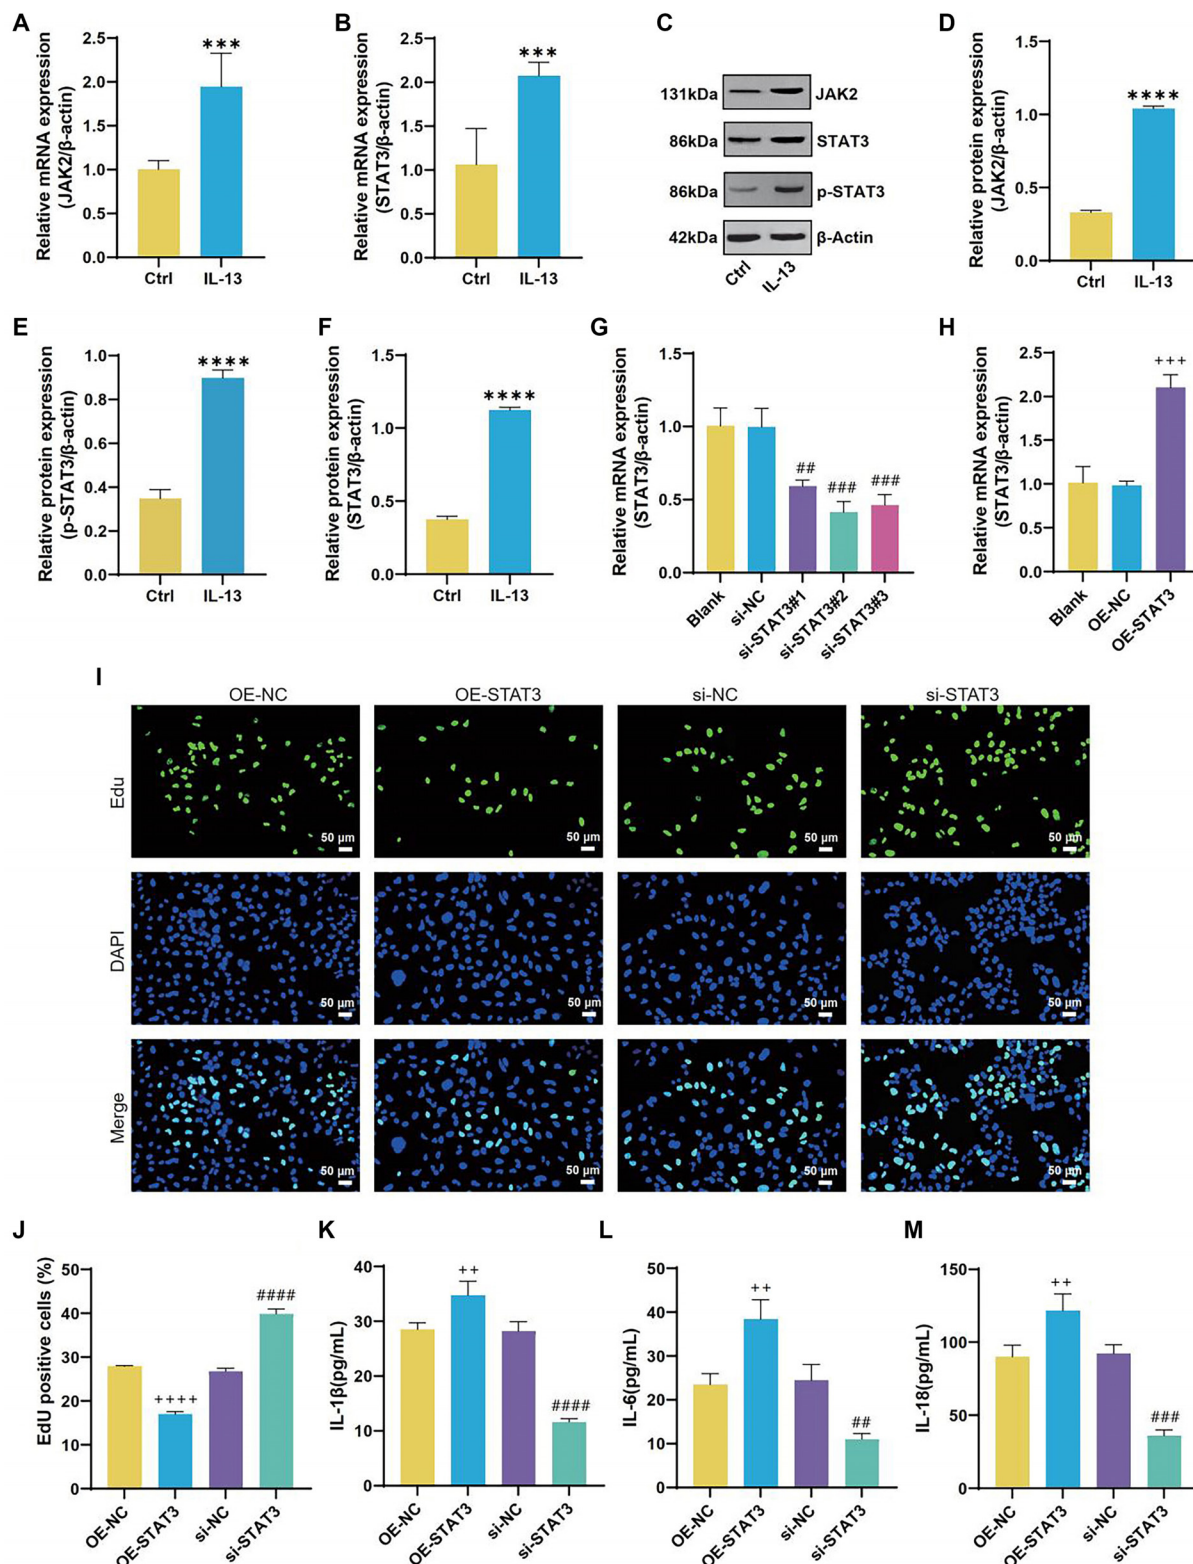 A
Relative mRNA expression
(JAK2/β-actin)
2.5
2.0
1.5
1.0
0.5
0.0
***
Ctrl
IL-13
B
Relative mRNA expression
(STAT3/β-actin)
2.5
2.0
1.5
1.0
0.5
0.0
***
Ctrl
IL-13
C
131kDa
JAK2
86kDa
STAT3
86kDa
p-STAT3
42kDa
β-Actin
Ctrl
IL-13
D
Relative protein expression
(JAK2/β-actin)
1.5
1.0
0.5
0.0
****
Ctrl
IL-13
E
Relative protein expression
(p-STAT3/β-actin)
1.0
0.8
0.6
0.4
0.2
0.0
****
Ctrl
IL-13
F
Relative protein expression
(STAT3/β-actin)
1.5
1.0
0.5
0.0
****
Ctrl
IL-13
G
Relative mRNA expression
(STAT3/β-actin)
1.5
1.0
0.5
0.0
##
###
###
Blank
si-NC
si-STAT3#1
si-STAT3#2
si-STAT3#3
H
Relative mRNA expression
(STAT3/β-actin)
2.5
2.0
1.5
1.0
0.5
0.0
+++
Blank
OE-NC
OE-STAT3
I
OE-NC
OE-STAT3
si-NC
si-STAT3
Edu
50 µm
50 µm
50 µm
50 µm
DAPI
50 µm
50 µm
50 µm
50 µm
Merge
50 µm
50 µm
50 µm
50 µm
J
EdU positive cells (%)
50
40
30
20
10
0
++++
####
OE-NC
OE-STAT3
si-NC
si-STAT3
K
IL-1β(pg/mL)
40
30
20
10
0
++
####
OE-NC
OE-STAT3
si-NC
si-STAT3
L
IL-6(pg/mL)
50
40
30
20
10
0
++
##
OE-NC
OE-STAT3
si-NC
si-STAT3
M
IL-18(pg/mL)
150
100
50
0
++
###
OE-NC
OE-STAT3
si-NC
si-STAT3